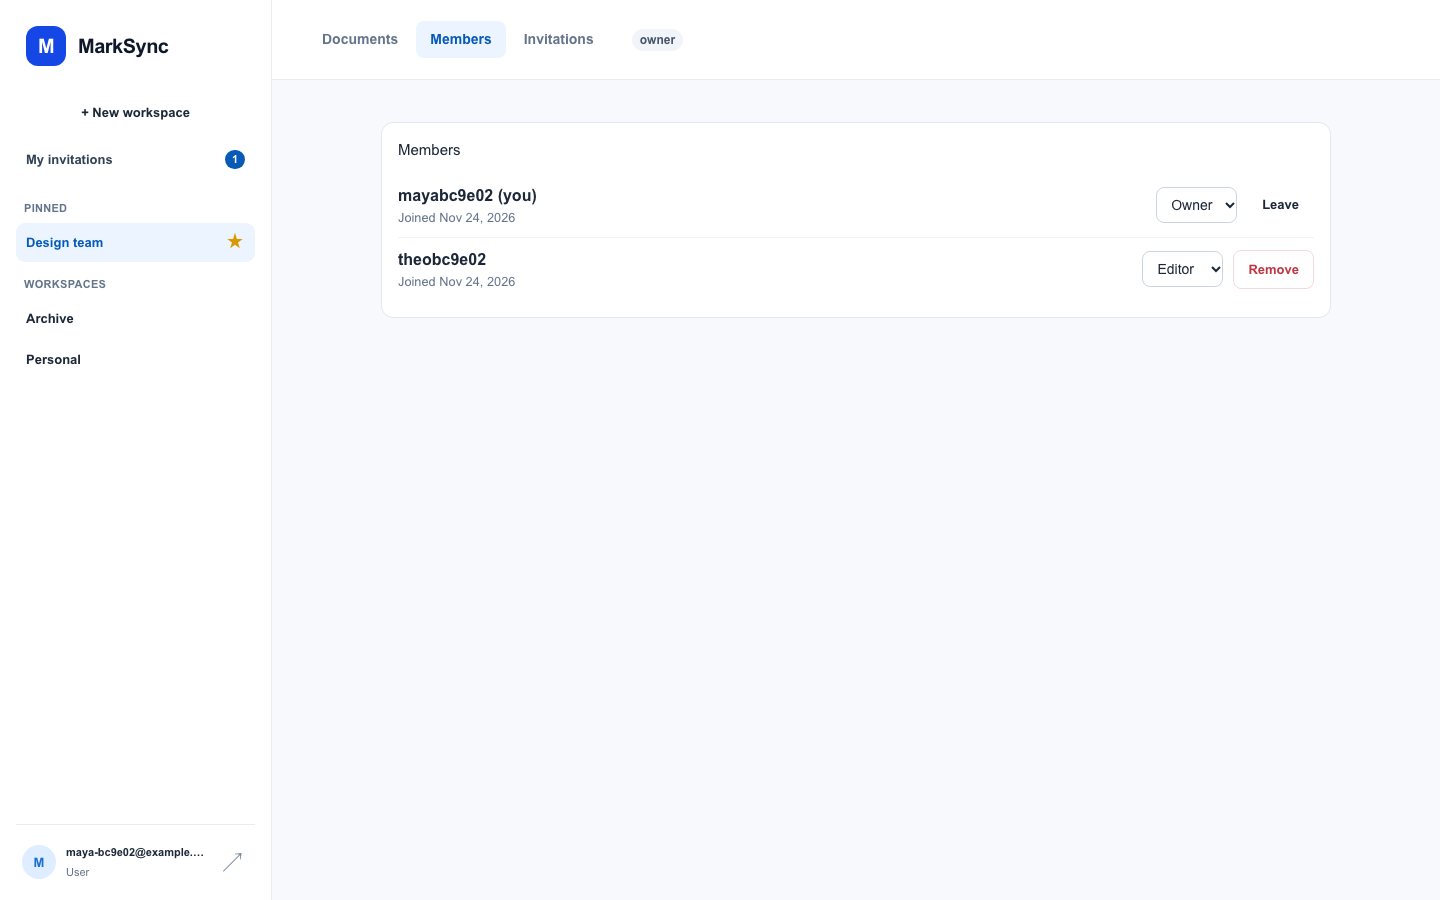 M MarkSync
+ New workspace
My invitations 1
PINNED
Design team ★
WORKSPACES
Archive
Personal
M maya-bc9e02@example....
User
Documents Members Invitations owner
Members
mayabc9e02 (you)
Joined Nov 24, 2026
Owner Leave
theobc9e02
Joined Nov 24, 2026
Editor Remove